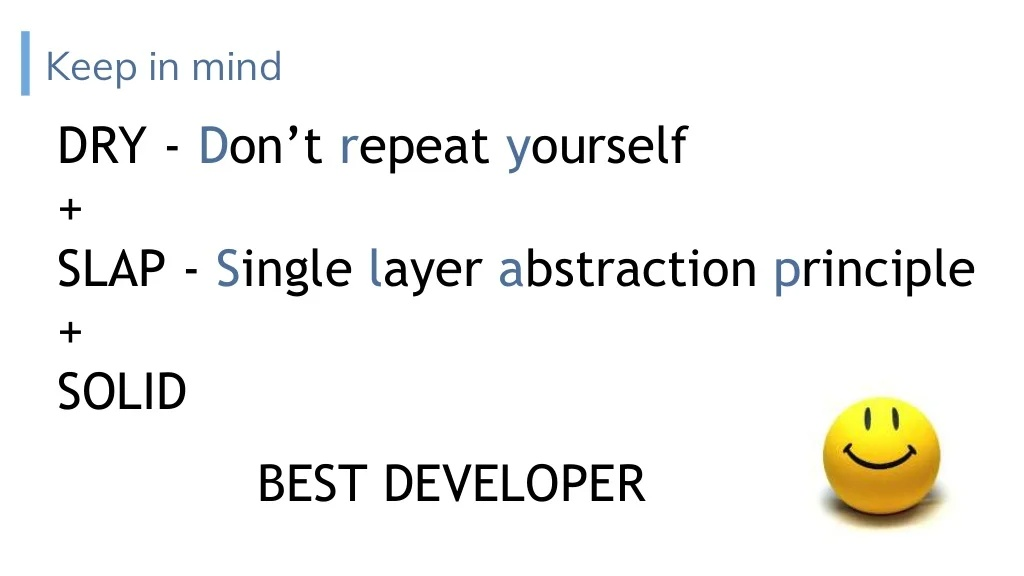 Keep in mind
DRY - Don’t repeat yourself
+
SLAP - Single layer abstraction principle
+
SOLID
BEST DEVELOPER